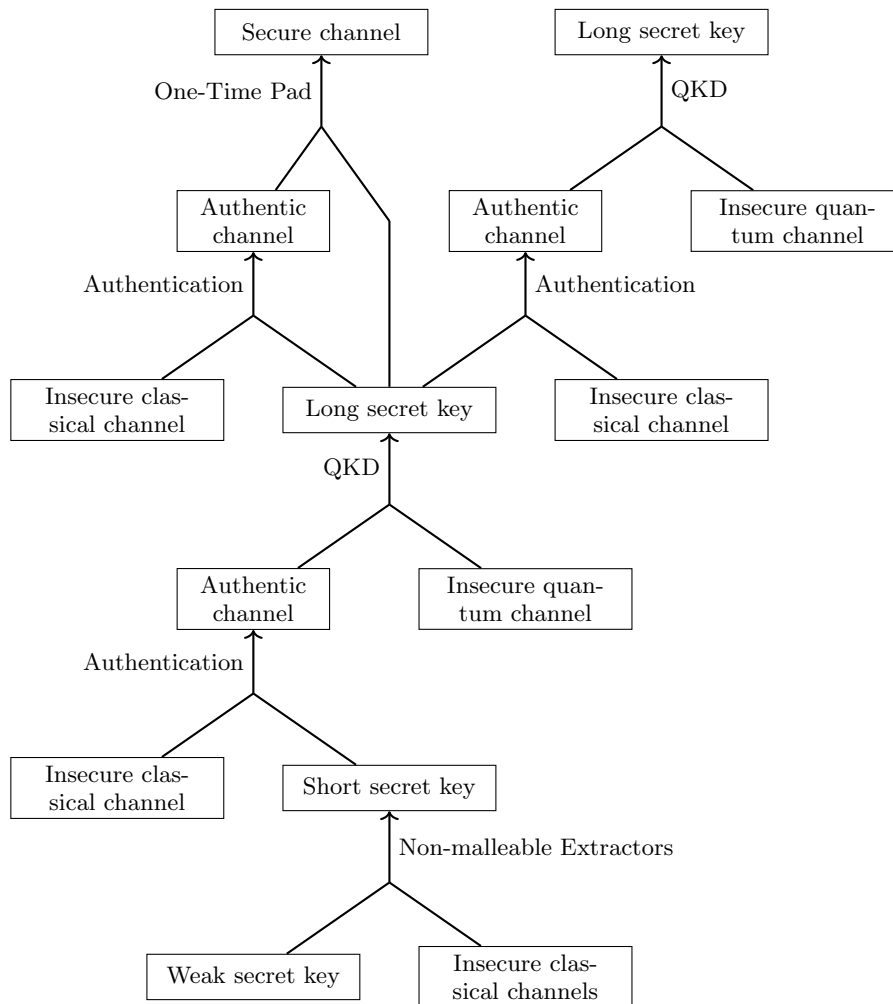 Secure channel
Long secret key
One-Time Pad
QKD
Authentic
channel
Authentic
channel
Insecure quan-
tum channel
Authentication
Authentication
Insecure clas-
sical channel
Long secret key
Insecure clas-
sical channel
QKD
Authentic
channel
Insecure quan-
tum channel
Authentication
Insecure clas-
sical channel
Short secret key
Non-malleable Extractors
Weak secret key
Insecure clas-
sical channels